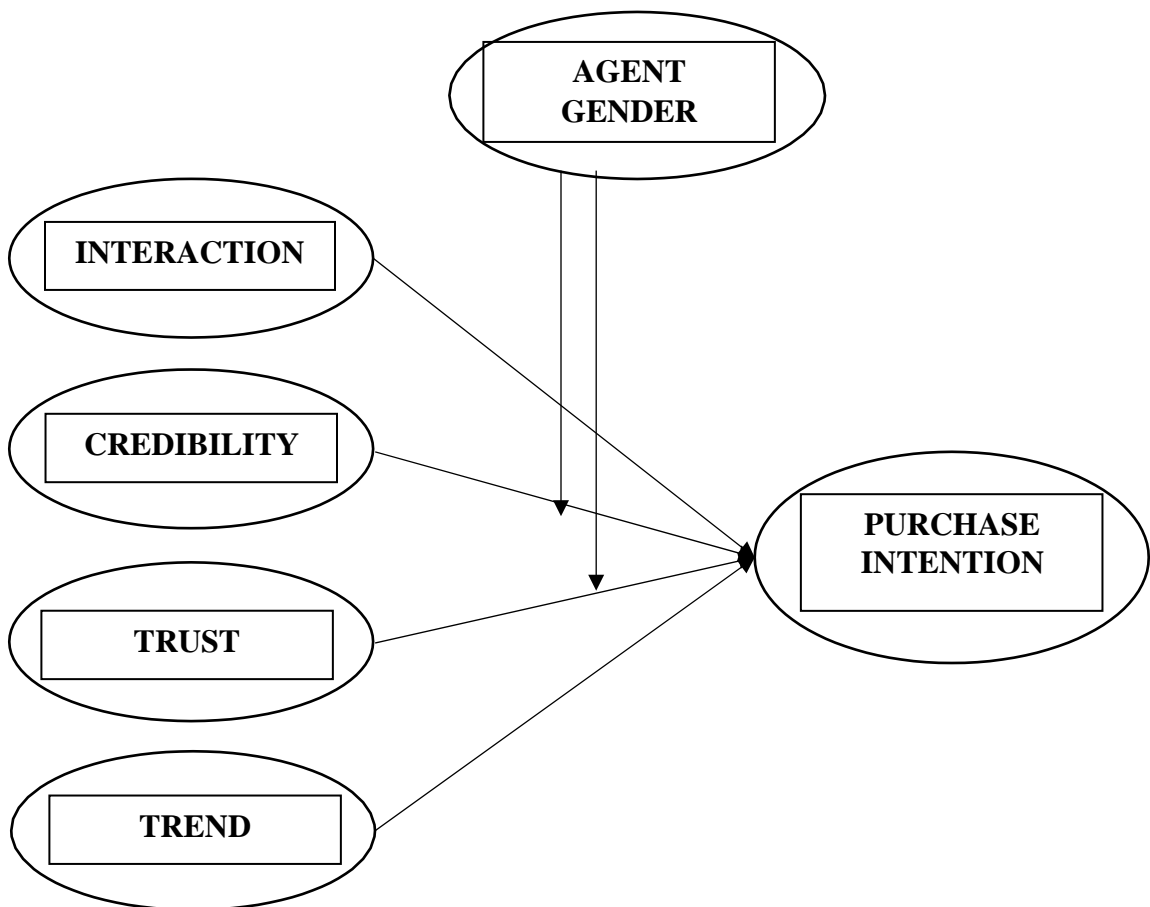 AGENT
GENDER
INTERACTION
CREDIBILITY
PURCHASE
INTENTION
TRUST
TREND